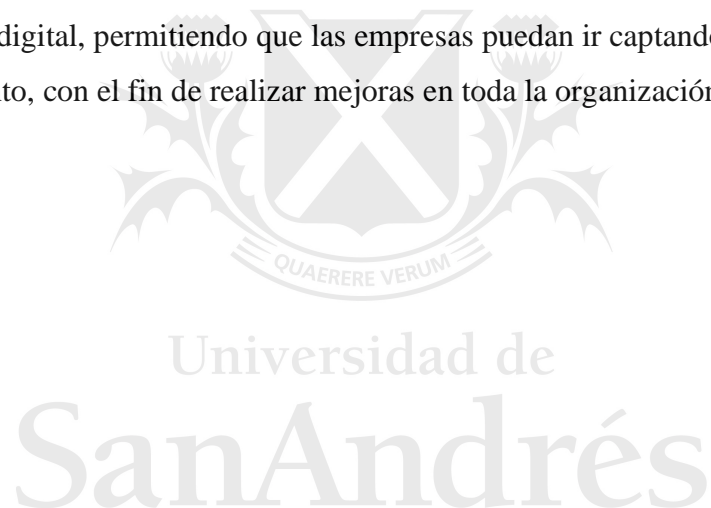 digital, permitiendo que las empresas puedan ir captando
to, con el fin de realizar mejoras en toda la organización
QUAERERE VERUM
Universidad de
SanAndrés